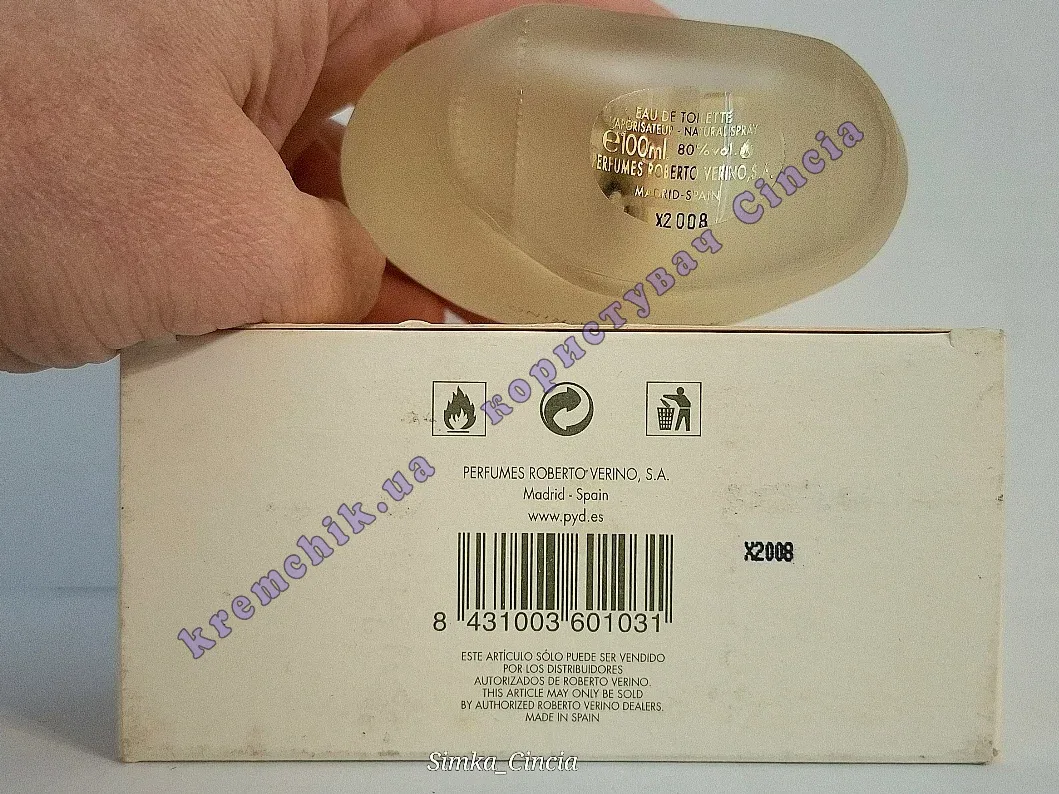 EAU DE TOILETTE
VAPORISATEUR - NATURAL SPRAY
e100ml 80% vol.
PERFUMES ROBERTO VERINO, S.A.
MADRID-SPAIN
X2008
kremchik.ua користувач Cincia
PERFUMES ROBERTO VERINO, S.A.
Madrid - Spain
www.pyd.es
X2008
8 431003 601031
ESTE ARTÍCULO SÓLO PUEDE SER VENDIDO
POR LOS DISTRIBUIDORES
AUTORIZADOS DE ROBERTO VERINO.
THIS ARTICLE MAY ONLY BE SOLD
BY AUTHORIZED ROBERTO VERINO DEALERS.
MADE IN SPAIN
Simka_Cincia